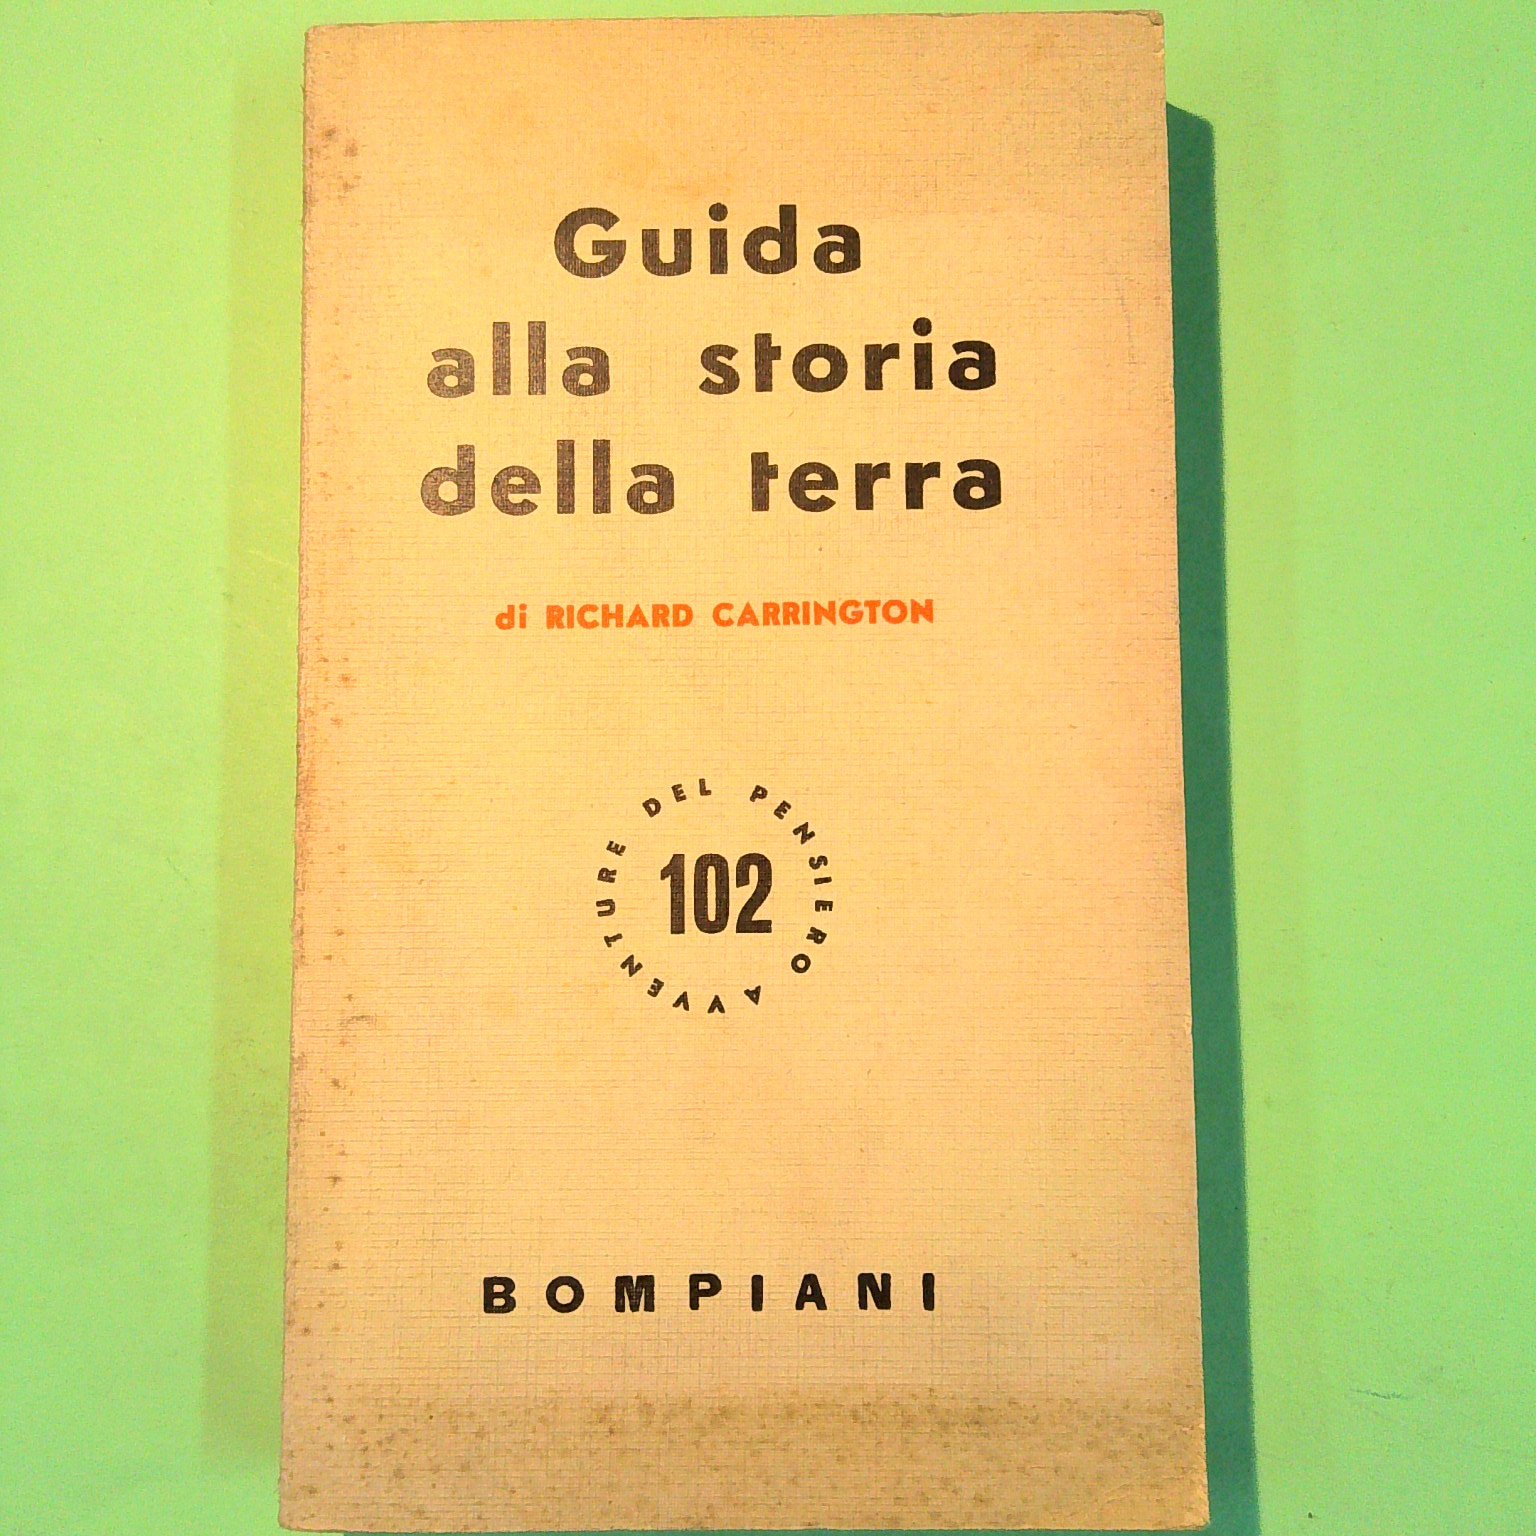 Guida
alla storia
della terra
di RICHARD CARRINGTON
AVVENTURE DEL PENSIERO
102
BOMPIANI